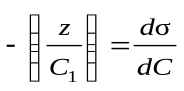 - [z / C₁] = dσ / dC